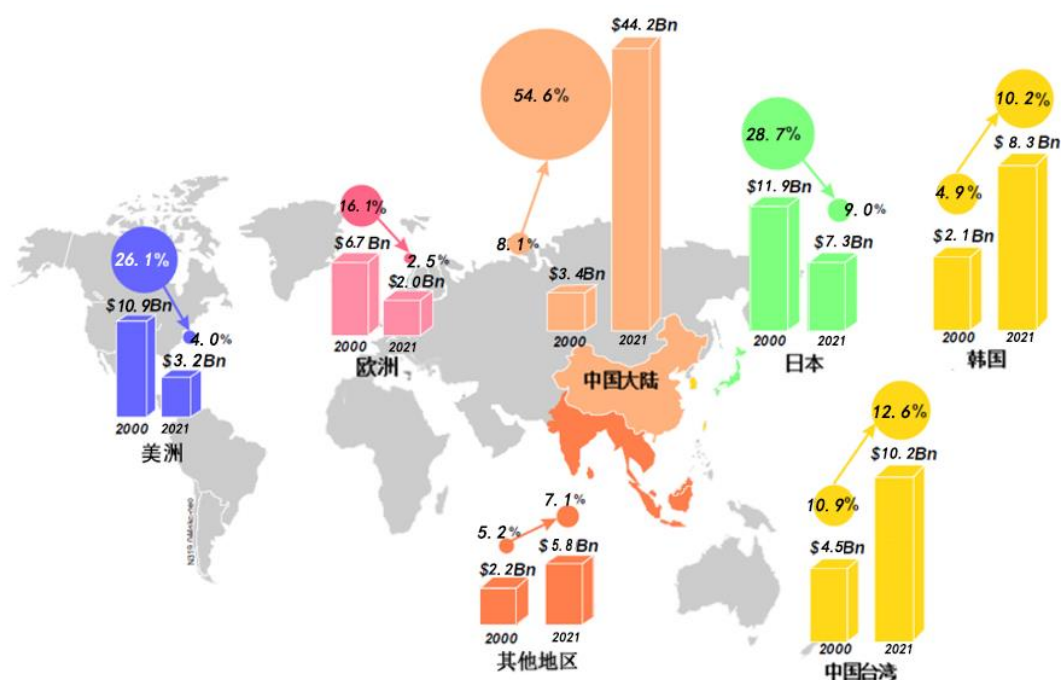 $44.2Bn
54.6%
8.1%
$3.4Bn
2000
2021
中国大陆
26.1%
$10.9Bn
4.0%
$3.2Bn
2000
2021
美洲
16.1%
$6.7 Bn
2.5%
$2.0Bn
2000
2021
欧洲
28.7%
$11.9Bn
9.0%
$7.3Bn
2000
2021
日本
10.2%
4.9%
$ 8.3 Bn
$2.1Bn
2000
2021
韩国
12.6%
10.9%
$10.2Bn
$4.5Bn
2000
2021
中国台湾
7.1%
5.2%
$5.8Bn
$2.2Bn
2000
2021
其他地区